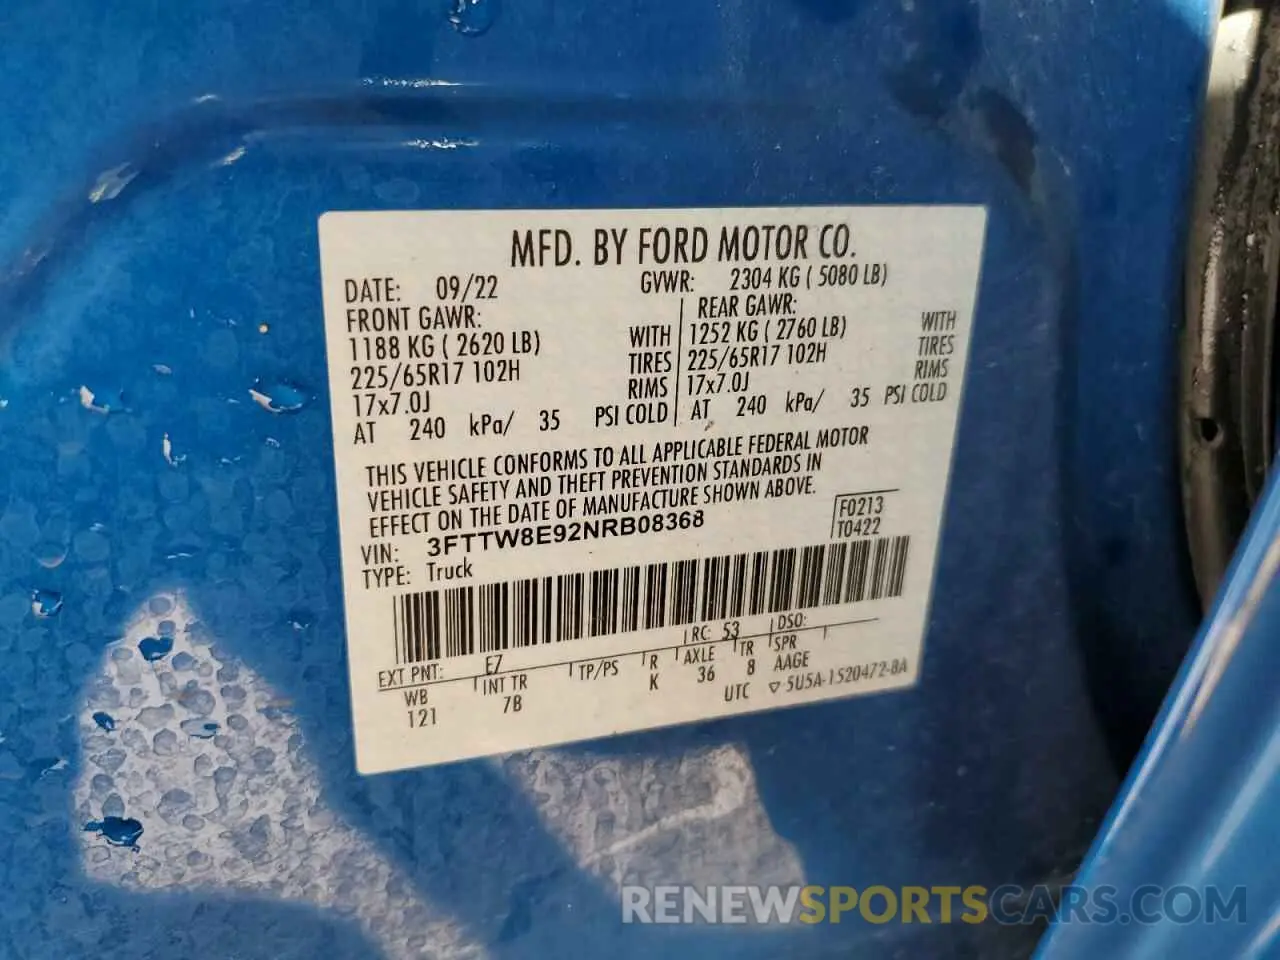 MFD. BY FORD MOTOR CO.
DATE: 09/22 GVWR: 2304 KG ( 5080 LB)
FRONT GAWR: REAR GAWR:
1188 KG ( 2620 LB) WITH 1252 KG ( 2760 LB) WITH
225/65R17 102H TIRES 225/65R17 102H TIRES
17x7.0J RIMS 17x7.0J RIMS
AT 240 kPa/ 35 PSI COLD AT 240 kPa/ 35 PSI COLD
THIS VEHICLE CONFORMS TO ALL APPLICABLE FEDERAL MOTOR
VEHICLE SAFETY AND THEFT PREVENTION STANDARDS IN
EFFECT ON THE DATE OF MANUFACTURE SHOWN ABOVE.
VIN: 3FTTW8E92NRB08368 F0213
TYPE: Truck T0422
EXT PNT: E7 RC: 53 DSO:
WB INT TR TP/PS R AXLE TR SPR
121 7B K 36 8 AAGE
UTC ▽ 5U5A-1520472-8A
RENEWSPORTSCARS.COM